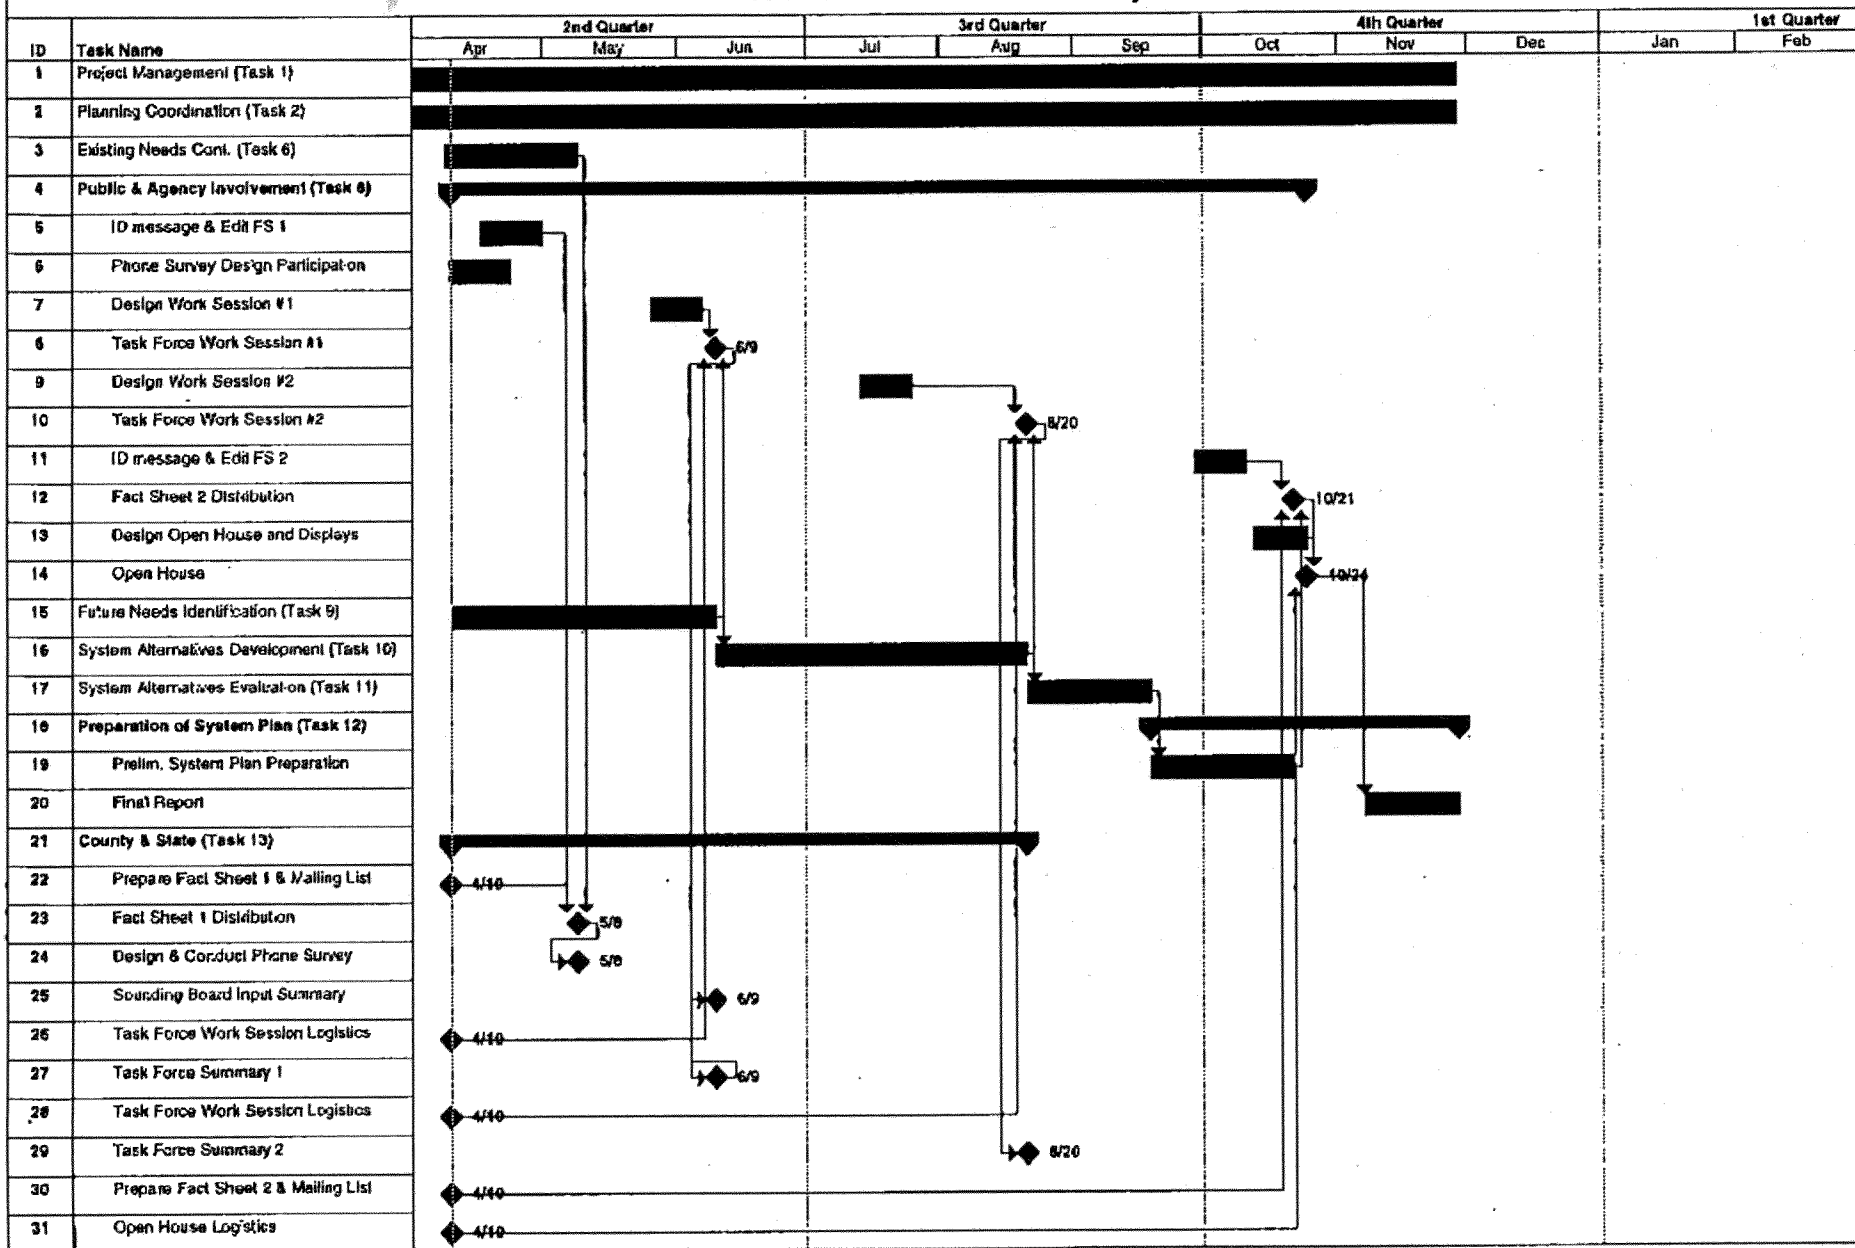 2nd Quarter 3rd Quarter 4th Quarter 1st Quarter
ID Task Name Apr May Jun Jul Aug Sep Oct Nov Dec Jan Feb
1 Project Management (Task 1)
2 Planning Coordination (Task 2)
3 Existing Needs Cont. (Task 6)
4 Public & Agency Involvement (Task 8)
5 ID message & Edit FS 1
6 Phone Survey Design Participation
7 Design Work Session #1
8 Task Force Work Session #1 6/9
9 Design Work Session #2
10 Task Force Work Session #2 8/20
11 ID message & Edit FS 2
12 Fact Sheet 2 Distribution 10/21
13 Design Open House and Displays
14 Open House 10/24
15 Future Needs Identification (Task 9)
16 System Alternatives Development (Task 10)
17 System Alternatives Evaluation (Task 11)
18 Preparation of System Plan (Task 12)
19 Prelim. System Plan Preparation
20 Final Report
21 County & State (Task 13)
22 Prepare Fact Sheet 1 & Mailing List 4/10
23 Fact Sheet 1 Distribution 5/8
24 Design & Conduct Phone Survey 5/8
25 Sounding Board Input Summary 6/9
26 Task Force Work Session Logistics 4/10
27 Task Force Summary 1 6/9
28 Task Force Work Session Logistics 4/10
29 Task Force Summary 2 8/20
30 Prepare Fact Sheet 2 & Mailing List 4/10
31 Open House Logistics 4/10